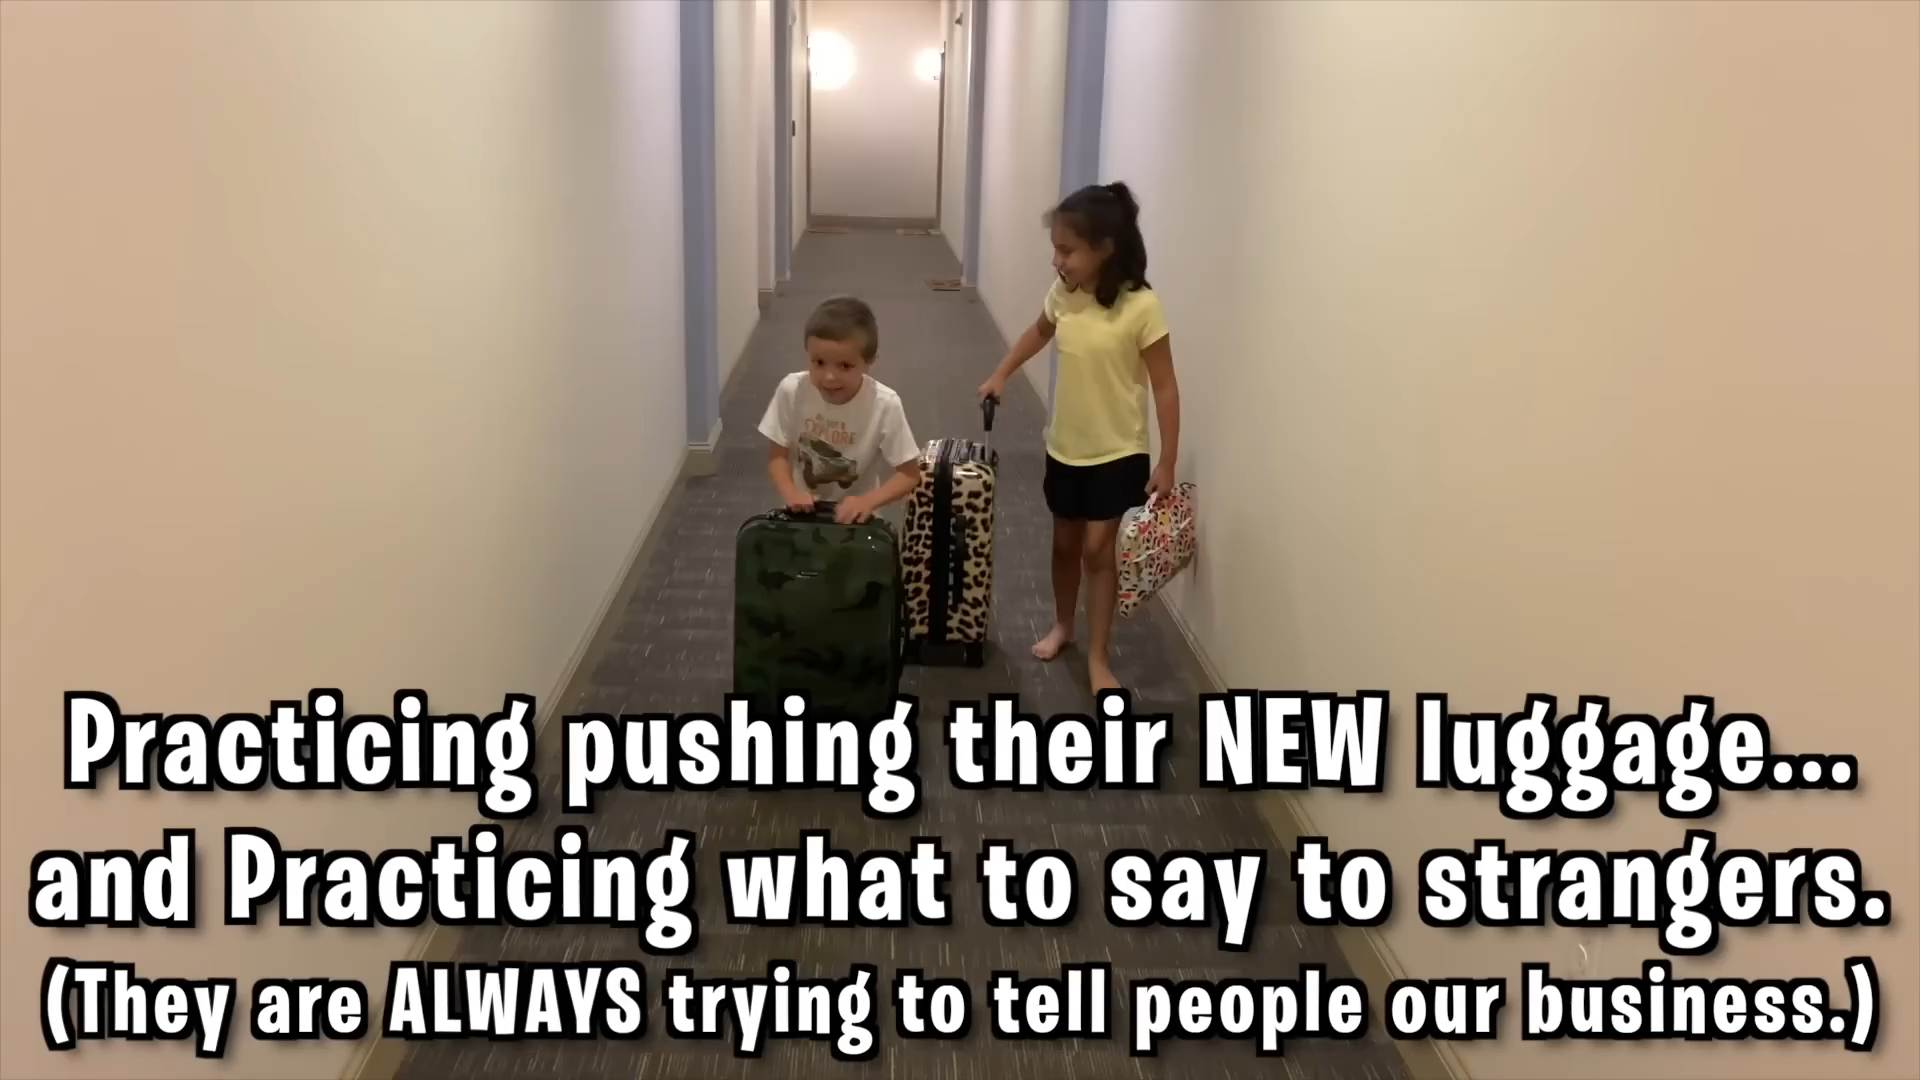 EXPLORE
Practicing pushing their NEW luggage...
and Practicing what to say to strangers.
(They are ALWAYS trying to tell people our business.)